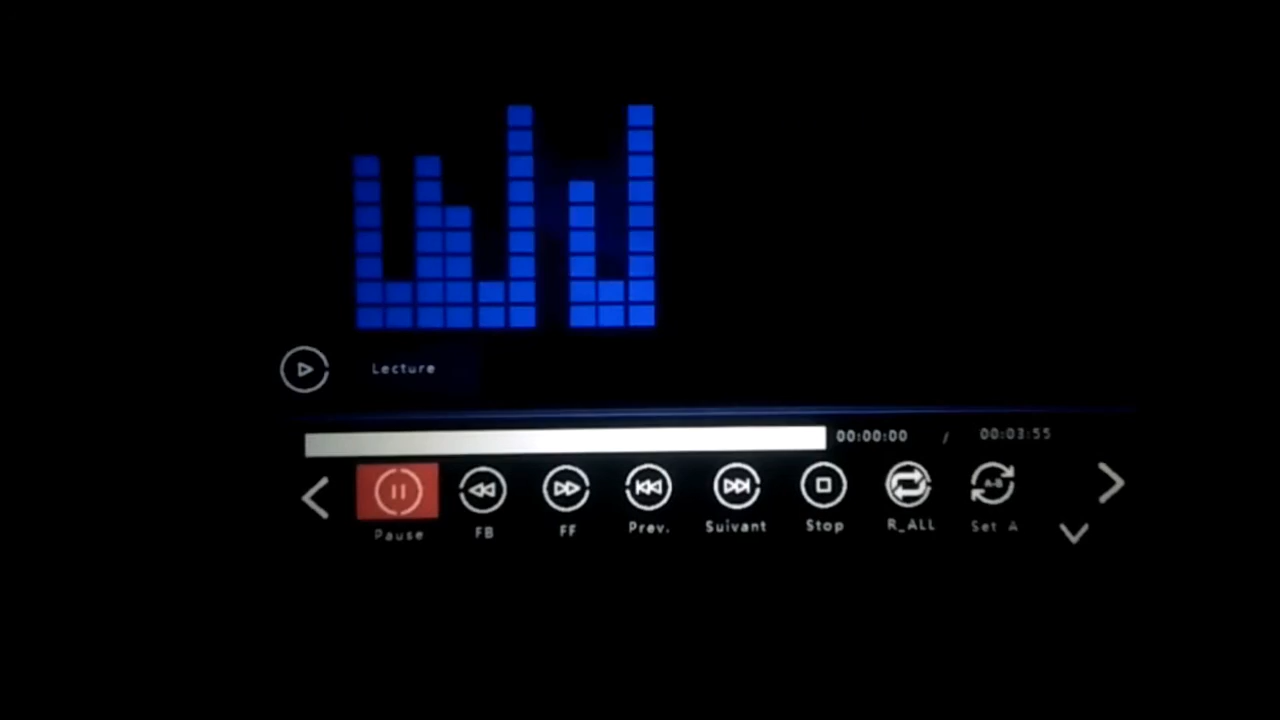 Lecture
00:00:00 / 00:03:55
A-B
Pause FB FF Prev. Suivant Stop R_ALL Set A